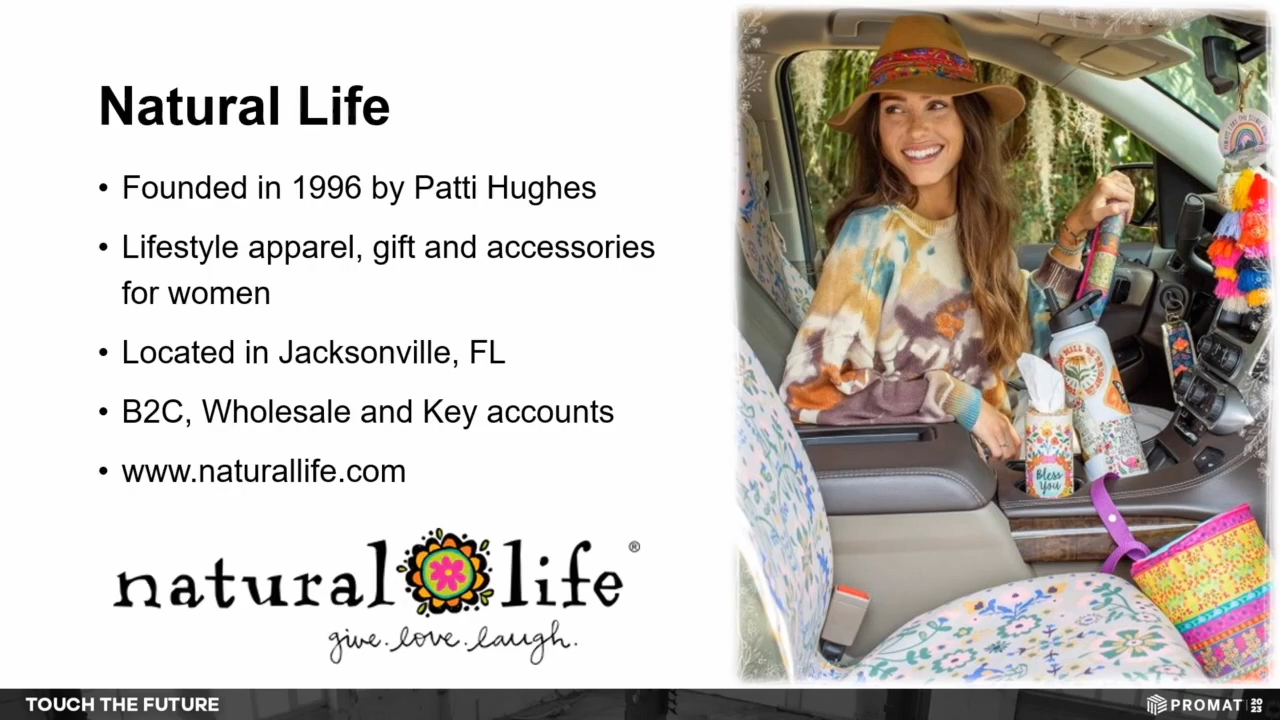 Natural Life
• Founded in 1996 by Patti Hughes
• Lifestyle apparel, gift and accessories
for women
• Located in Jacksonville, FL
• B2C, Wholesale and Key accounts
• www.naturallife.com
natural life ®
give.love.laugh.
Bless
You
TOUCH THE FUTURE
PROMAT 20
23